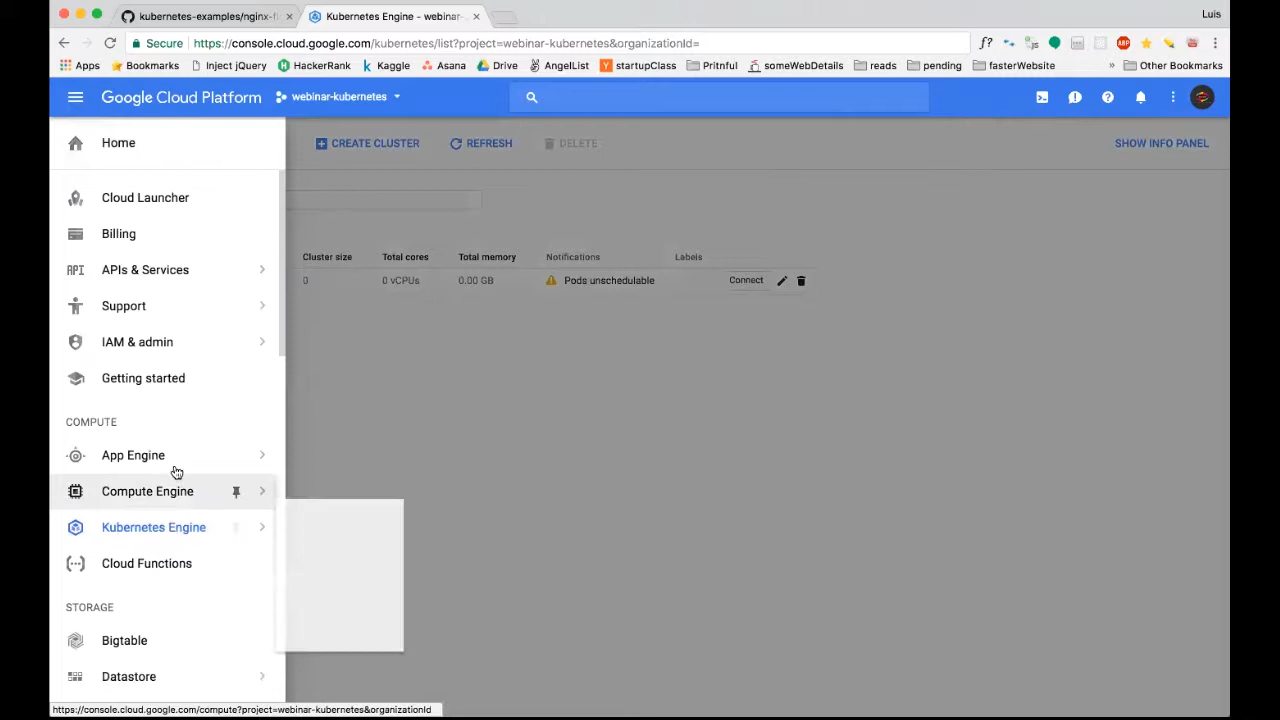 kubernetes-examples/nginx-f
Kubernetes Engine - webinar-
Luis
Secure
https://console.cloud.google.com/kubernetes/list?project=webinar-kubernetes&organizationId=
f?
ABP
Apps
Bookmarks
Inject jQuery
HackerRank
Kaggle
Asana
Drive
AngelList
startupClass
Pritnful
someWebDetails
reads
pending
fasterWebsite
»
Other Bookmarks
Google Cloud Platform
webinar-kubernetes
Home
CREATE CLUSTER
REFRESH
DELETE
SHOW INFO PANEL
Cloud Launcher
Billing
Cluster size
Total cores
Total memory
Notifications
Labels
API
APIs & Services
0
0 vCPUs
0.00 GB
Pods unschedulable
Connect
Support
IAM & admin
Getting started
COMPUTE
App Engine
Compute Engine
Kubernetes Engine
Cloud Functions
STORAGE
Bigtable
Datastore
https://console.cloud.google.com/compute?project=webinar-kubernetes&organizationId